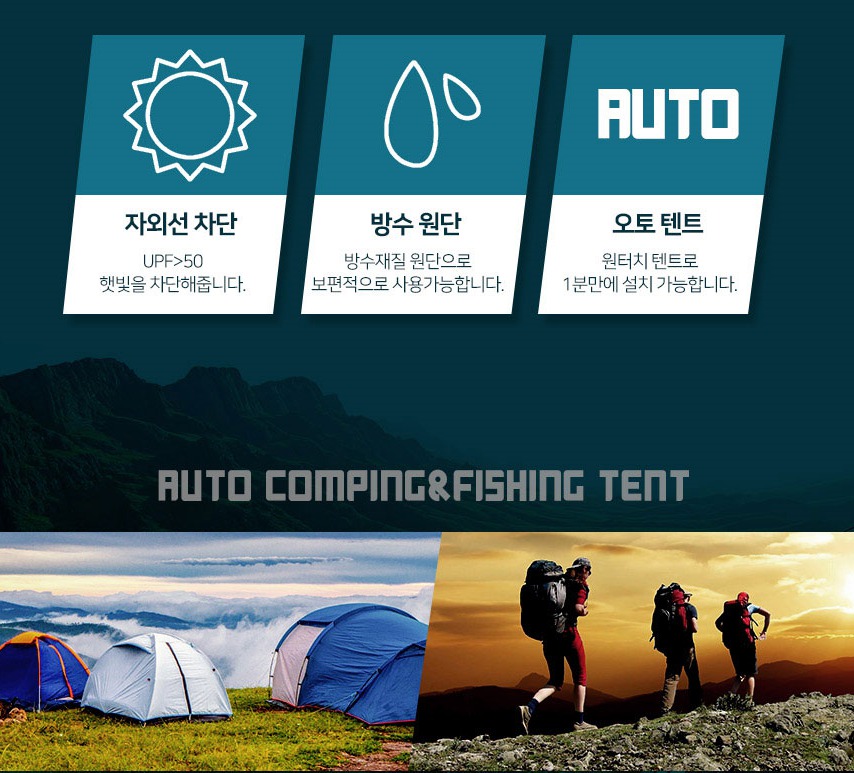 AUTO
자외선 차단
UPF>50
햇빛을 차단해줍니다.
방수 원단
방수재질 원단으로
보편적으로 사용가능합니다.
오토 텐트
원터치 텐트로
1분만에 설치 가능합니다.
AUTO COMPING&FISHING TENT